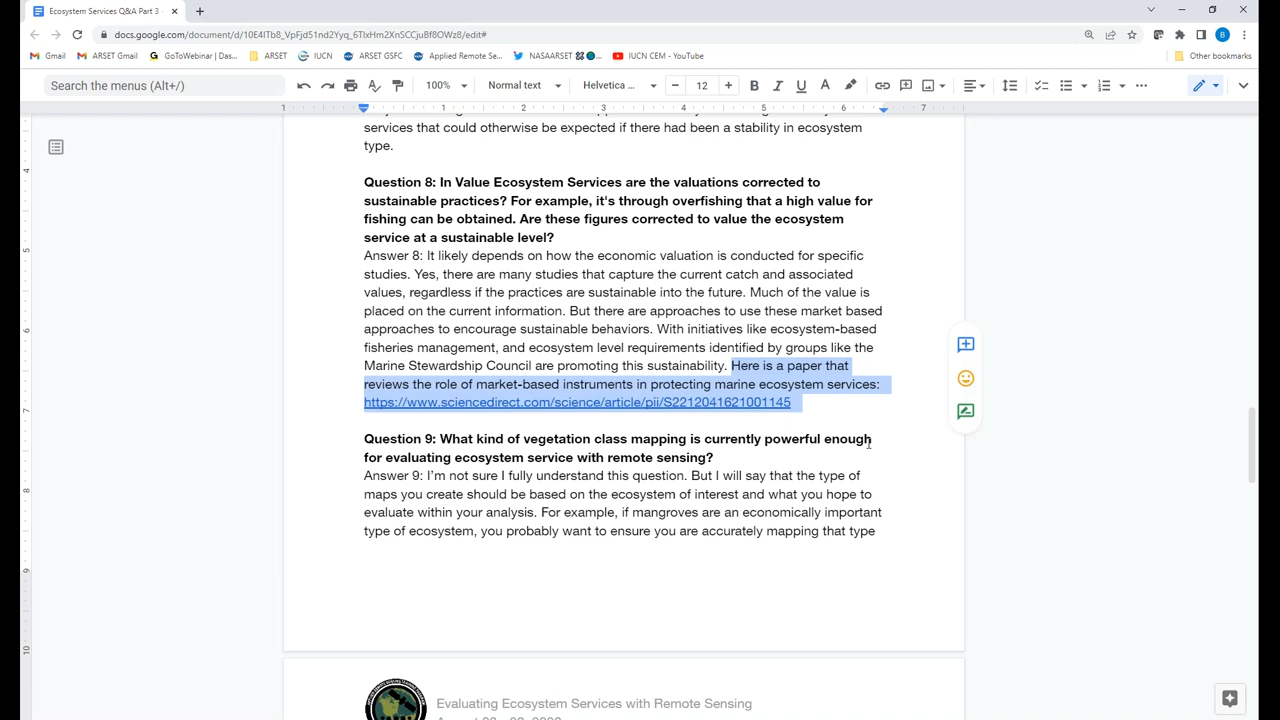 Ecosystem Services Q&A Part 3 -
docs.google.com/document/d/10E4ITb8_VpFjd51nd2Yyq_6TIxHm2XnSCCjuBf8OWz8/edit#
Gmail
ARSET Gmail
GoToWebinar | Das...
ARSET
IUCN
ARSET GSFC
Applied Remote Se...
NASAARSET
IUCN CEM - YouTube
Other bookmarks
Search the menus (Alt+/)
100%
Normal text
Helvetica ...
12
1 1 2 3 4 5 6 7
services that could otherwise be expected if there had been a stability in ecosystem
type.
Question 8: In Value Ecosystem Services are the valuations corrected to
sustainable practices? For example, it's through overfishing that a high value for
fishing can be obtained. Are these figures corrected to value the ecosystem
service at a sustainable level?
Answer 8: It likely depends on how the economic valuation is conducted for specific
studies. Yes, there are many studies that capture the current catch and associated
values, regardless if the practices are sustainable into the future. Much of the value is
placed on the current information. But there are approaches to use these market based
approaches to encourage sustainable behaviors. With initiatives like ecosystem-based
fisheries management, and ecosystem level requirements identified by groups like the
Marine Stewardship Council are promoting this sustainability. Here is a paper that
reviews the role of market-based instruments in protecting marine ecosystem services:
https://www.sciencedirect.com/science/article/pii/S2212041621001145
Question 9: What kind of vegetation class mapping is currently powerful enough
for evaluating ecosystem service with remote sensing?
Answer 9: I'm not sure I fully understand this question. But I will say that the type of
maps you create should be based on the ecosystem of interest and what you hope to
evaluate within your analysis. For example, if mangroves are an economically important
type of ecosystem, you probably want to ensure you are accurately mapping that type
Evaluating Ecosystem Services with Remote Sensing